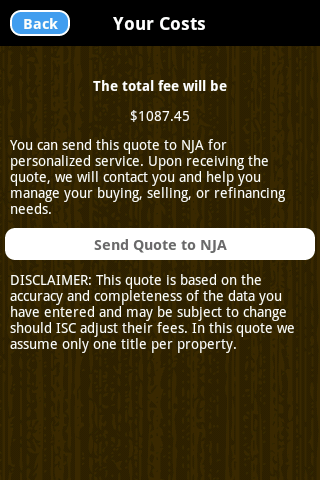 Back
Your Costs
The total fee will be
$1087.45
You can send this quote to NJA for
personalized service. Upon receiving the
quote, we will contact you and help you
manage your buying, selling, or refinancing
needs.
Send Quote to NJA
DISCLAIMER: This quote is based on the
accuracy and completeness of the data you
have entered and may be subject to change
should ISC adjust their fees. In this quote we
assume only one title per property.